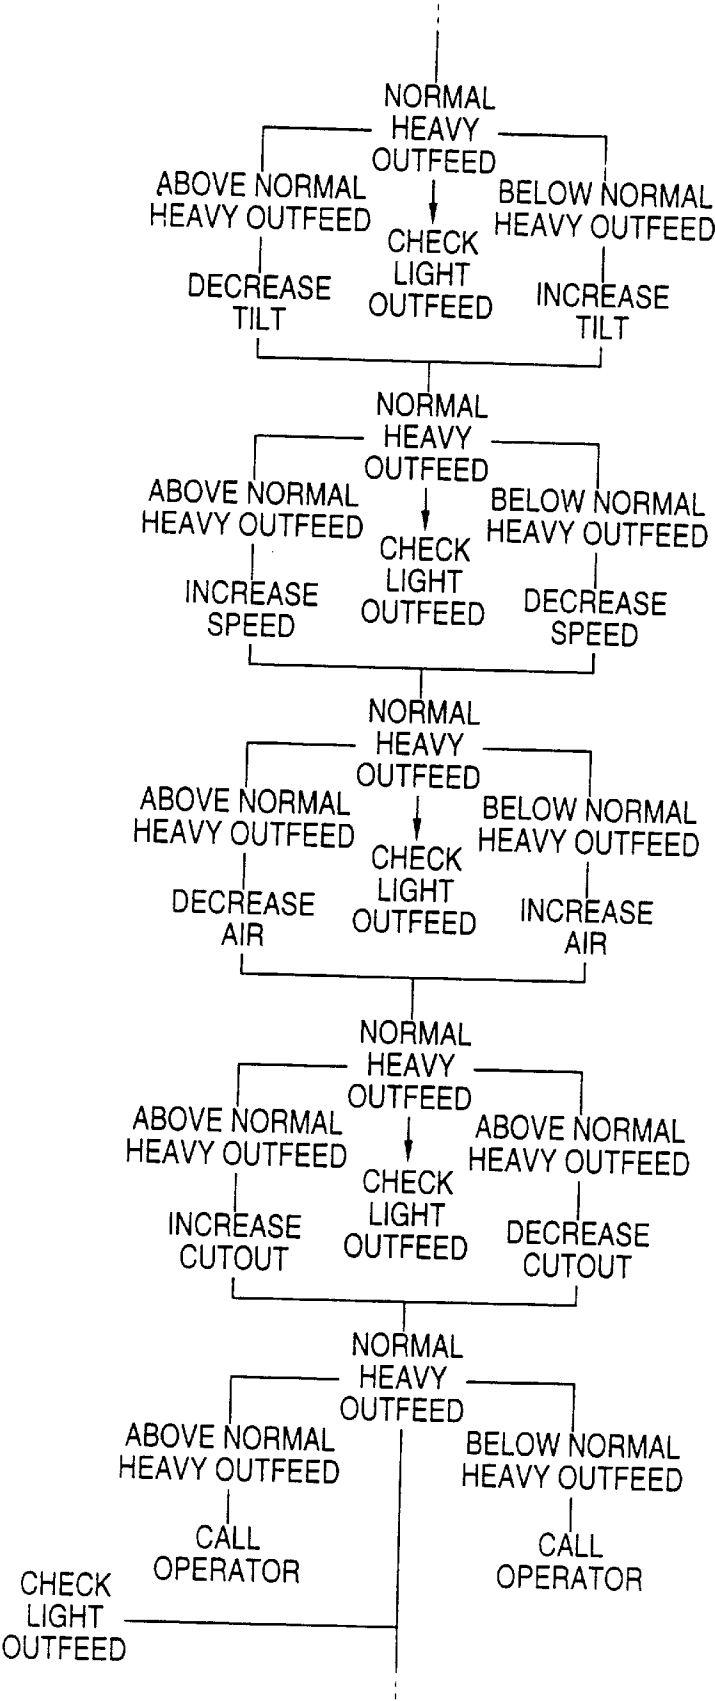 NORMAL
HEAVY
OUTFEED
ABOVE NORMAL
HEAVY OUTFEED
BELOW NORMAL
HEAVY OUTFEED
CHECK
LIGHT
OUTFEED
DECREASE
TILT
INCREASE
TILT
NORMAL
HEAVY
OUTFEED
ABOVE NORMAL
HEAVY OUTFEED
BELOW NORMAL
HEAVY OUTFEED
CHECK
LIGHT
OUTFEED
INCREASE
SPEED
DECREASE
SPEED
NORMAL
HEAVY
OUTFEED
ABOVE NORMAL
HEAVY OUTFEED
BELOW NORMAL
HEAVY OUTFEED
CHECK
LIGHT
OUTFEED
DECREASE
AIR
INCREASE
AIR
NORMAL
HEAVY
OUTFEED
ABOVE NORMAL
HEAVY OUTFEED
ABOVE NORMAL
HEAVY OUTFEED
CHECK
LIGHT
OUTFEED
INCREASE
CUTOUT
DECREASE
CUTOUT
NORMAL
HEAVY
OUTFEED
ABOVE NORMAL
HEAVY OUTFEED
BELOW NORMAL
HEAVY OUTFEED
CALL
OPERATOR
CALL
OPERATOR
CHECK
LIGHT
OUTFEED